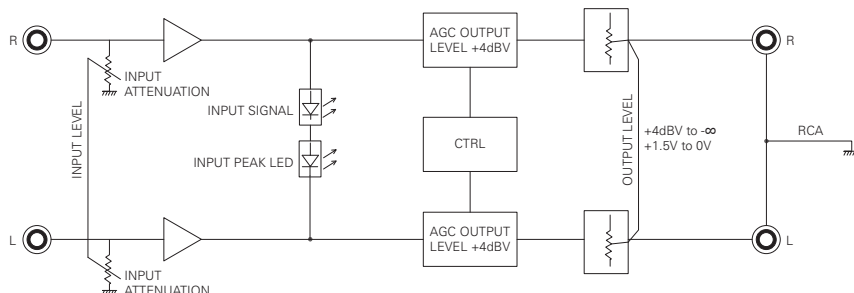 R
INPUT
ATTENUATION
INPUT LEVEL
INPUT SIGNAL
INPUT PEAK LED
AGC OUTPUT
LEVEL +4dBV
CTRL
OUTPUT LEVEL
+4dBV to -∞
+1.5V to 0V
R
RCA
L
INPUT
ATTENUATION
AGC OUTPUT
LEVEL +4dBV
L